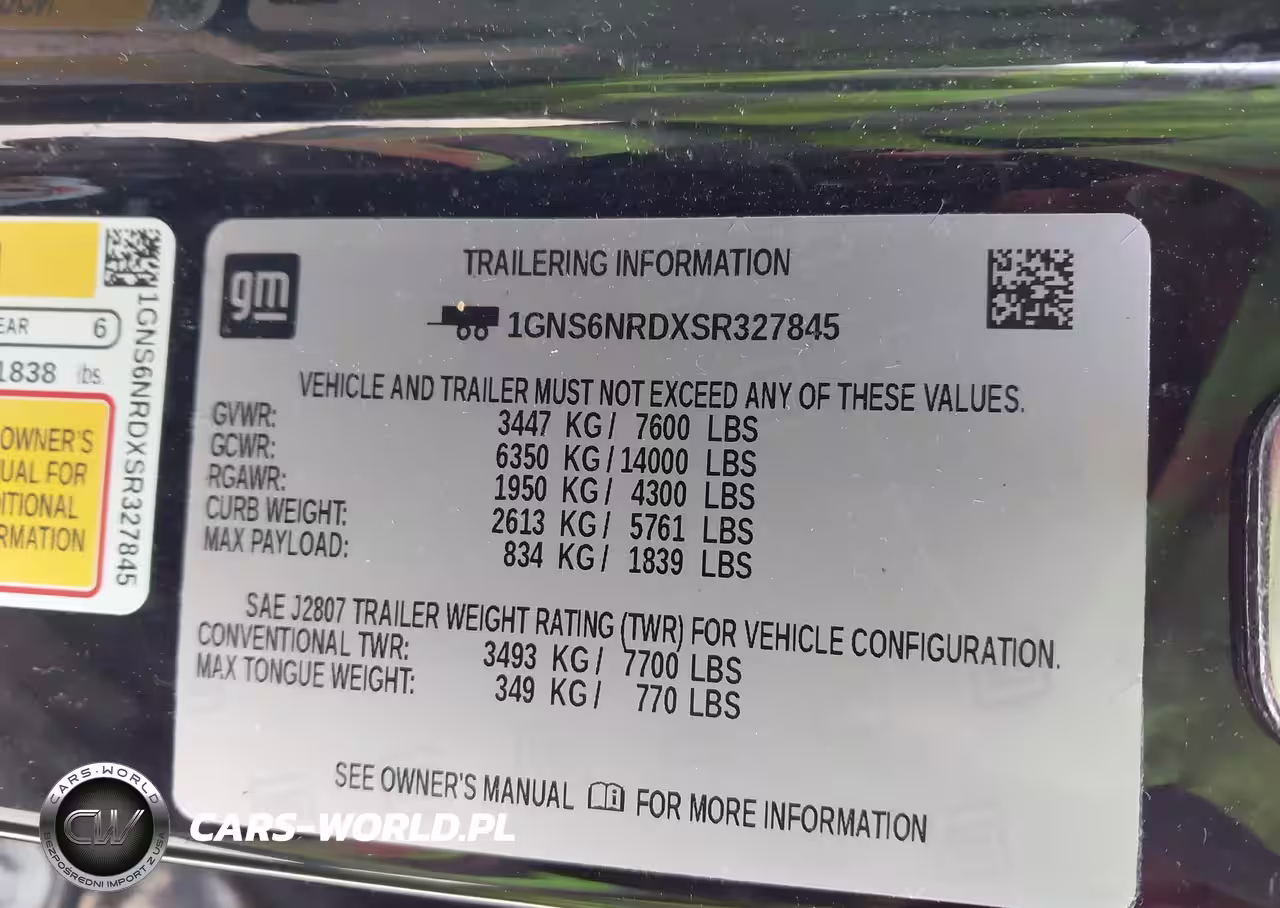 EAR 6
1838 lbs.
OWNER'S
UAL FOR
ITIONAL
RMATION
1GNS6NRDXSR327845
gm
TRAILERING INFORMATION
1GNS6NRDXSR327845
VEHICLE AND TRAILER MUST NOT EXCEED ANY OF THESE VALUES.
GVWR: 3447 KG / 7600 LBS
GCWR: 6350 KG / 14000 LBS
RGAWR: 1950 KG / 4300 LBS
CURB WEIGHT: 2613 KG / 5761 LBS
MAX PAYLOAD: 834 KG / 1839 LBS
SAE J2807 TRAILER WEIGHT RATING (TWR) FOR VEHICLE CONFIGURATION.
CONVENTIONAL TWR: 3493 KG / 7700 LBS
MAX TONGUE WEIGHT: 349 KG / 770 LBS
SEE OWNER'S MANUAL FOR MORE INFORMATION
CARS-WORLD
CW
BEZPOŚREDNI IMPORT Z USA
CARS-WORLD.PL